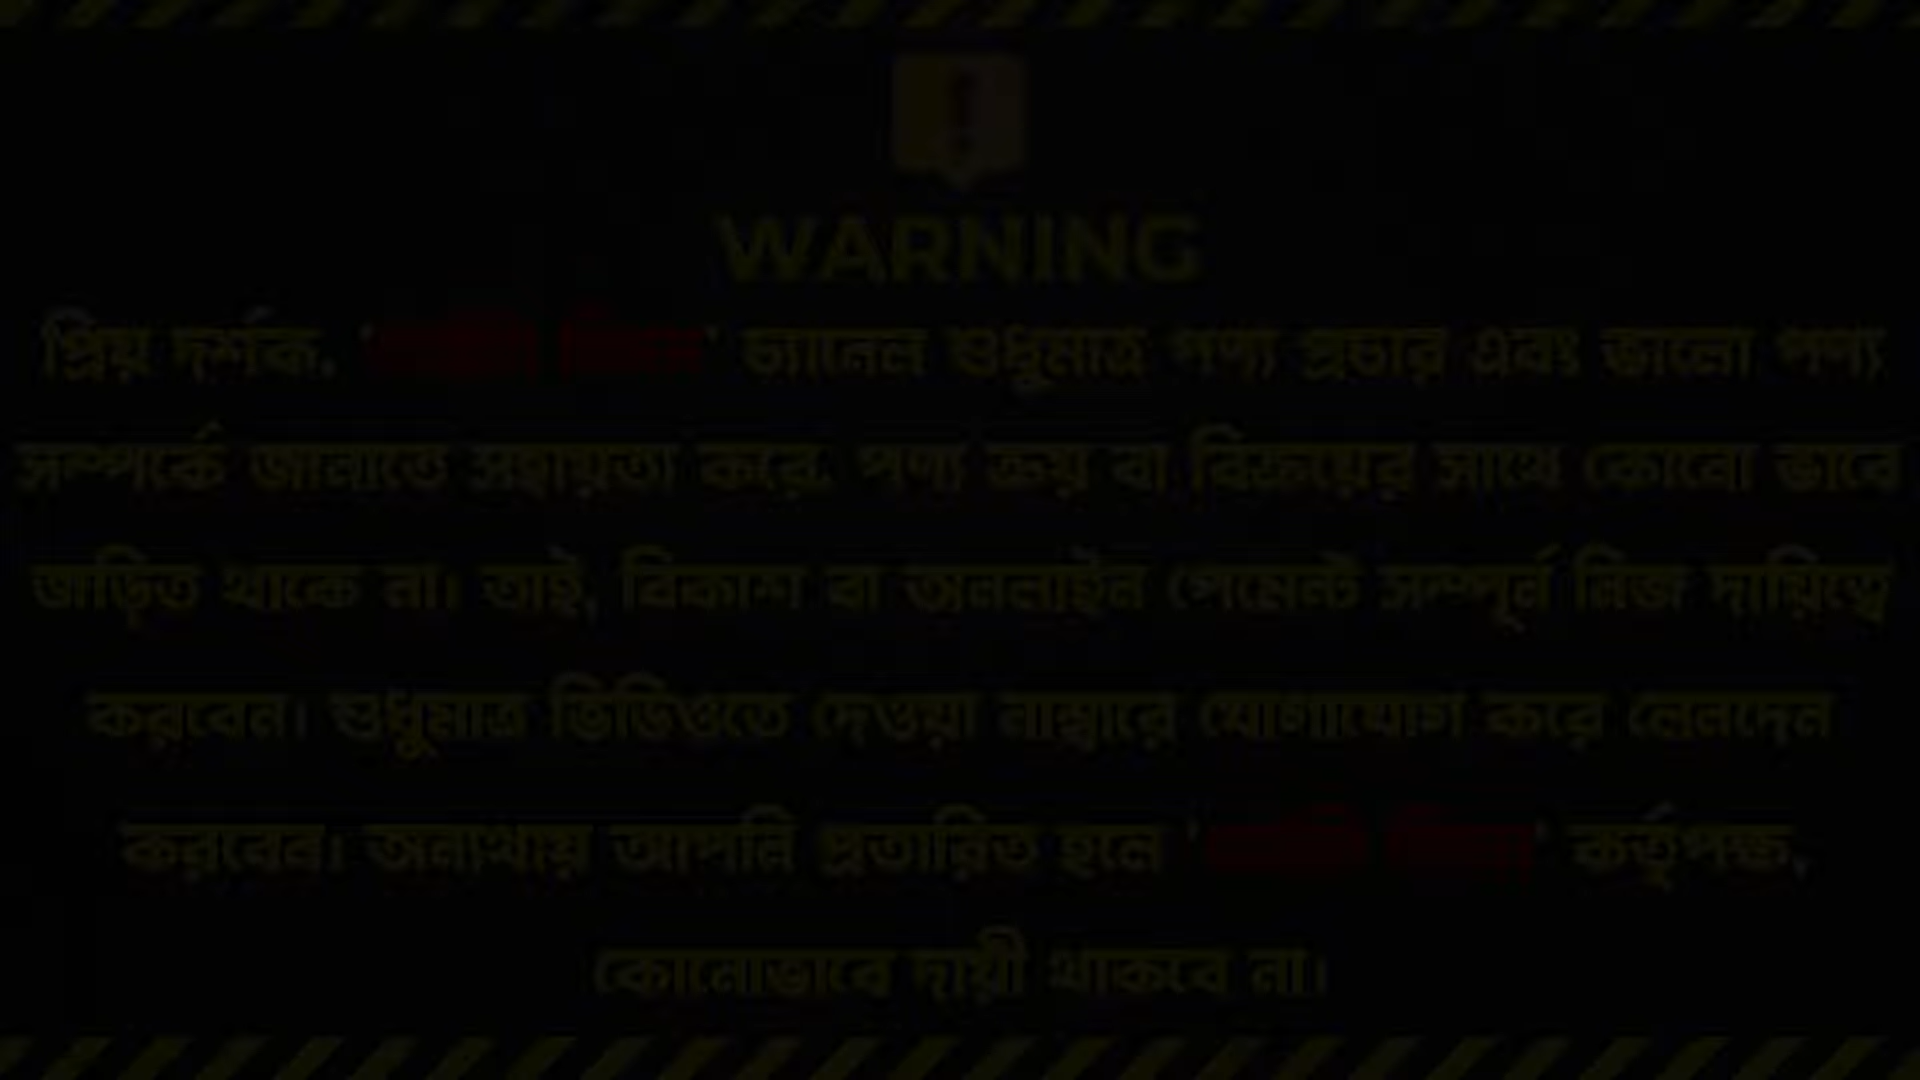 WARNING
প্রিয় দর্শক, ' ' চ্যানেল শুধুমাত্র পণ্য প্রচার এবং ভালো পণ্য
সম্পর্কে জানাতে সহায়তা করে. পণ্য ক্রয় বা বিক্রয়ের সাথে কোনো ভাবে
জড়িত থাকে না। তাই, বিকাশ বা অনলাইন পেমেন্ট সম্পূর্ন নিজ দায়িত্বে
করবেন। শুধুমাত্র ভিডিওতে দেওয়া নাম্বারে যোগাযোগ করে লেনদেন
করবেন। অন্যথায় আপনি প্রতারিত হলে ' ' কর্তৃপক্ষ,
কোনোভাবে দায়ী থাকবে না।